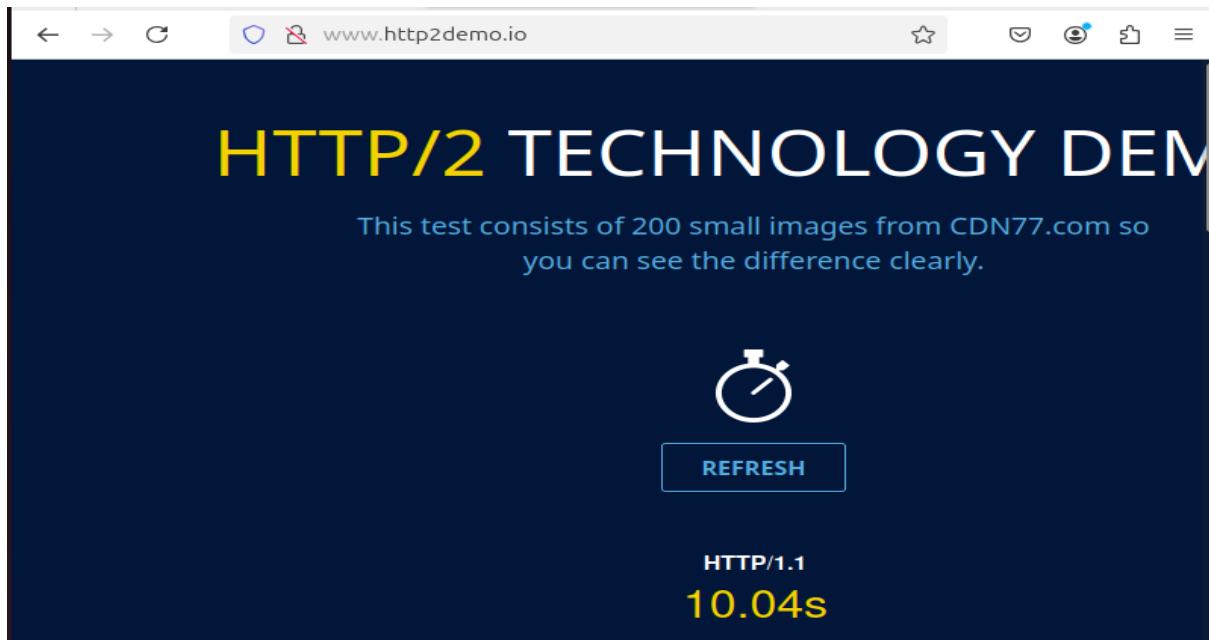 www.http2demo.io
HTTP/2 TECHNOLOGY DEM
This test consists of 200 small images from CDN77.com so
you can see the difference clearly.
REFRESH
HTTP/1.1
10.04s